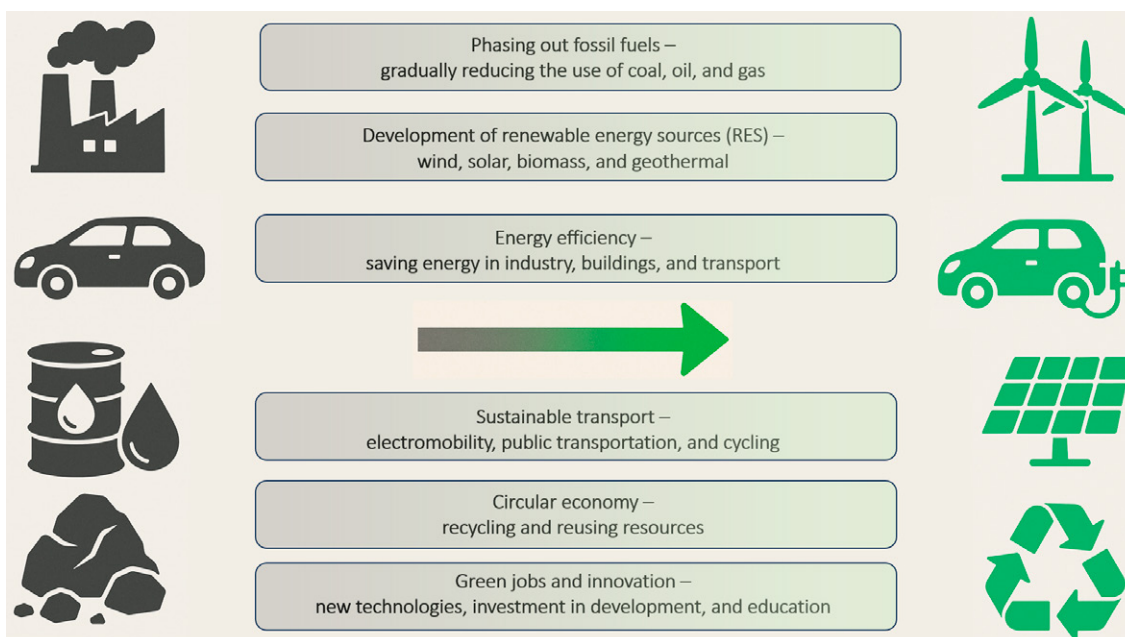 Phasing out fossil fuels –
gradually reducing the use of coal, oil, and gas
Development of renewable energy sources (RES) –
wind, solar, biomass, and geothermal
Energy efficiency –
saving energy in industry, buildings, and transport
Sustainable transport –
electromobility, public transportation, and cycling
Circular economy –
recycling and reusing resources
Green jobs and innovation –
new technologies, investment in development, and education